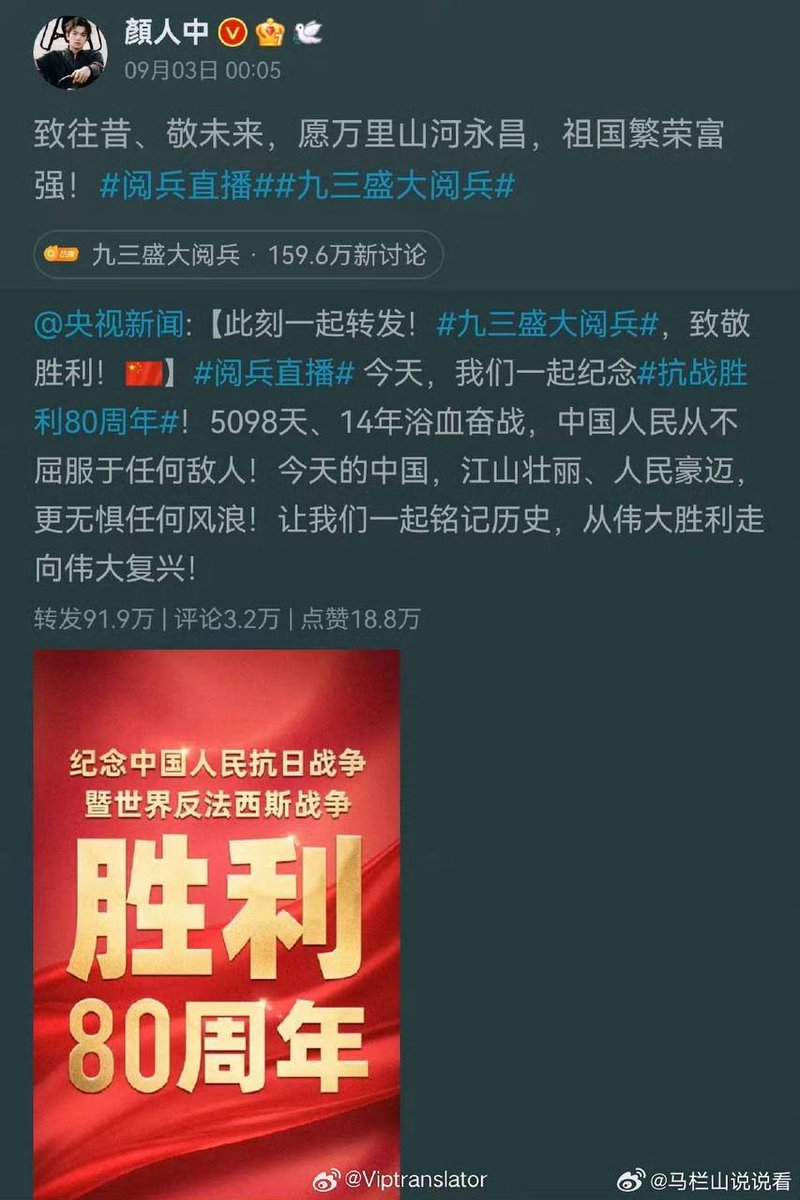 顏人中
09月03日 00:05
致往昔、敬未来，愿万里山河永昌，祖国繁荣富
强！#阅兵直播##九三盛大阅兵#
九三盛大阅兵 · 159.6万新讨论
@央视新闻:【此刻一起转发！#九三盛大阅兵#，致敬
胜利！🇨🇳】#阅兵直播# 今天，我们一起纪念#抗战胜
利80周年#！5098天、14年浴血奋战，中国人民从不
屈服于任何敌人！今天的中国，江山壮丽、人民豪迈，
更无惧任何风浪！让我们一起铭记历史，从伟大胜利走
向伟大复兴！
转发91.9万 | 评论3.2万 | 点赞18.8万
纪念中国人民抗日战争
暨世界反法西斯战争
胜利
80周年
@Viptranslator
@马栏山说说看